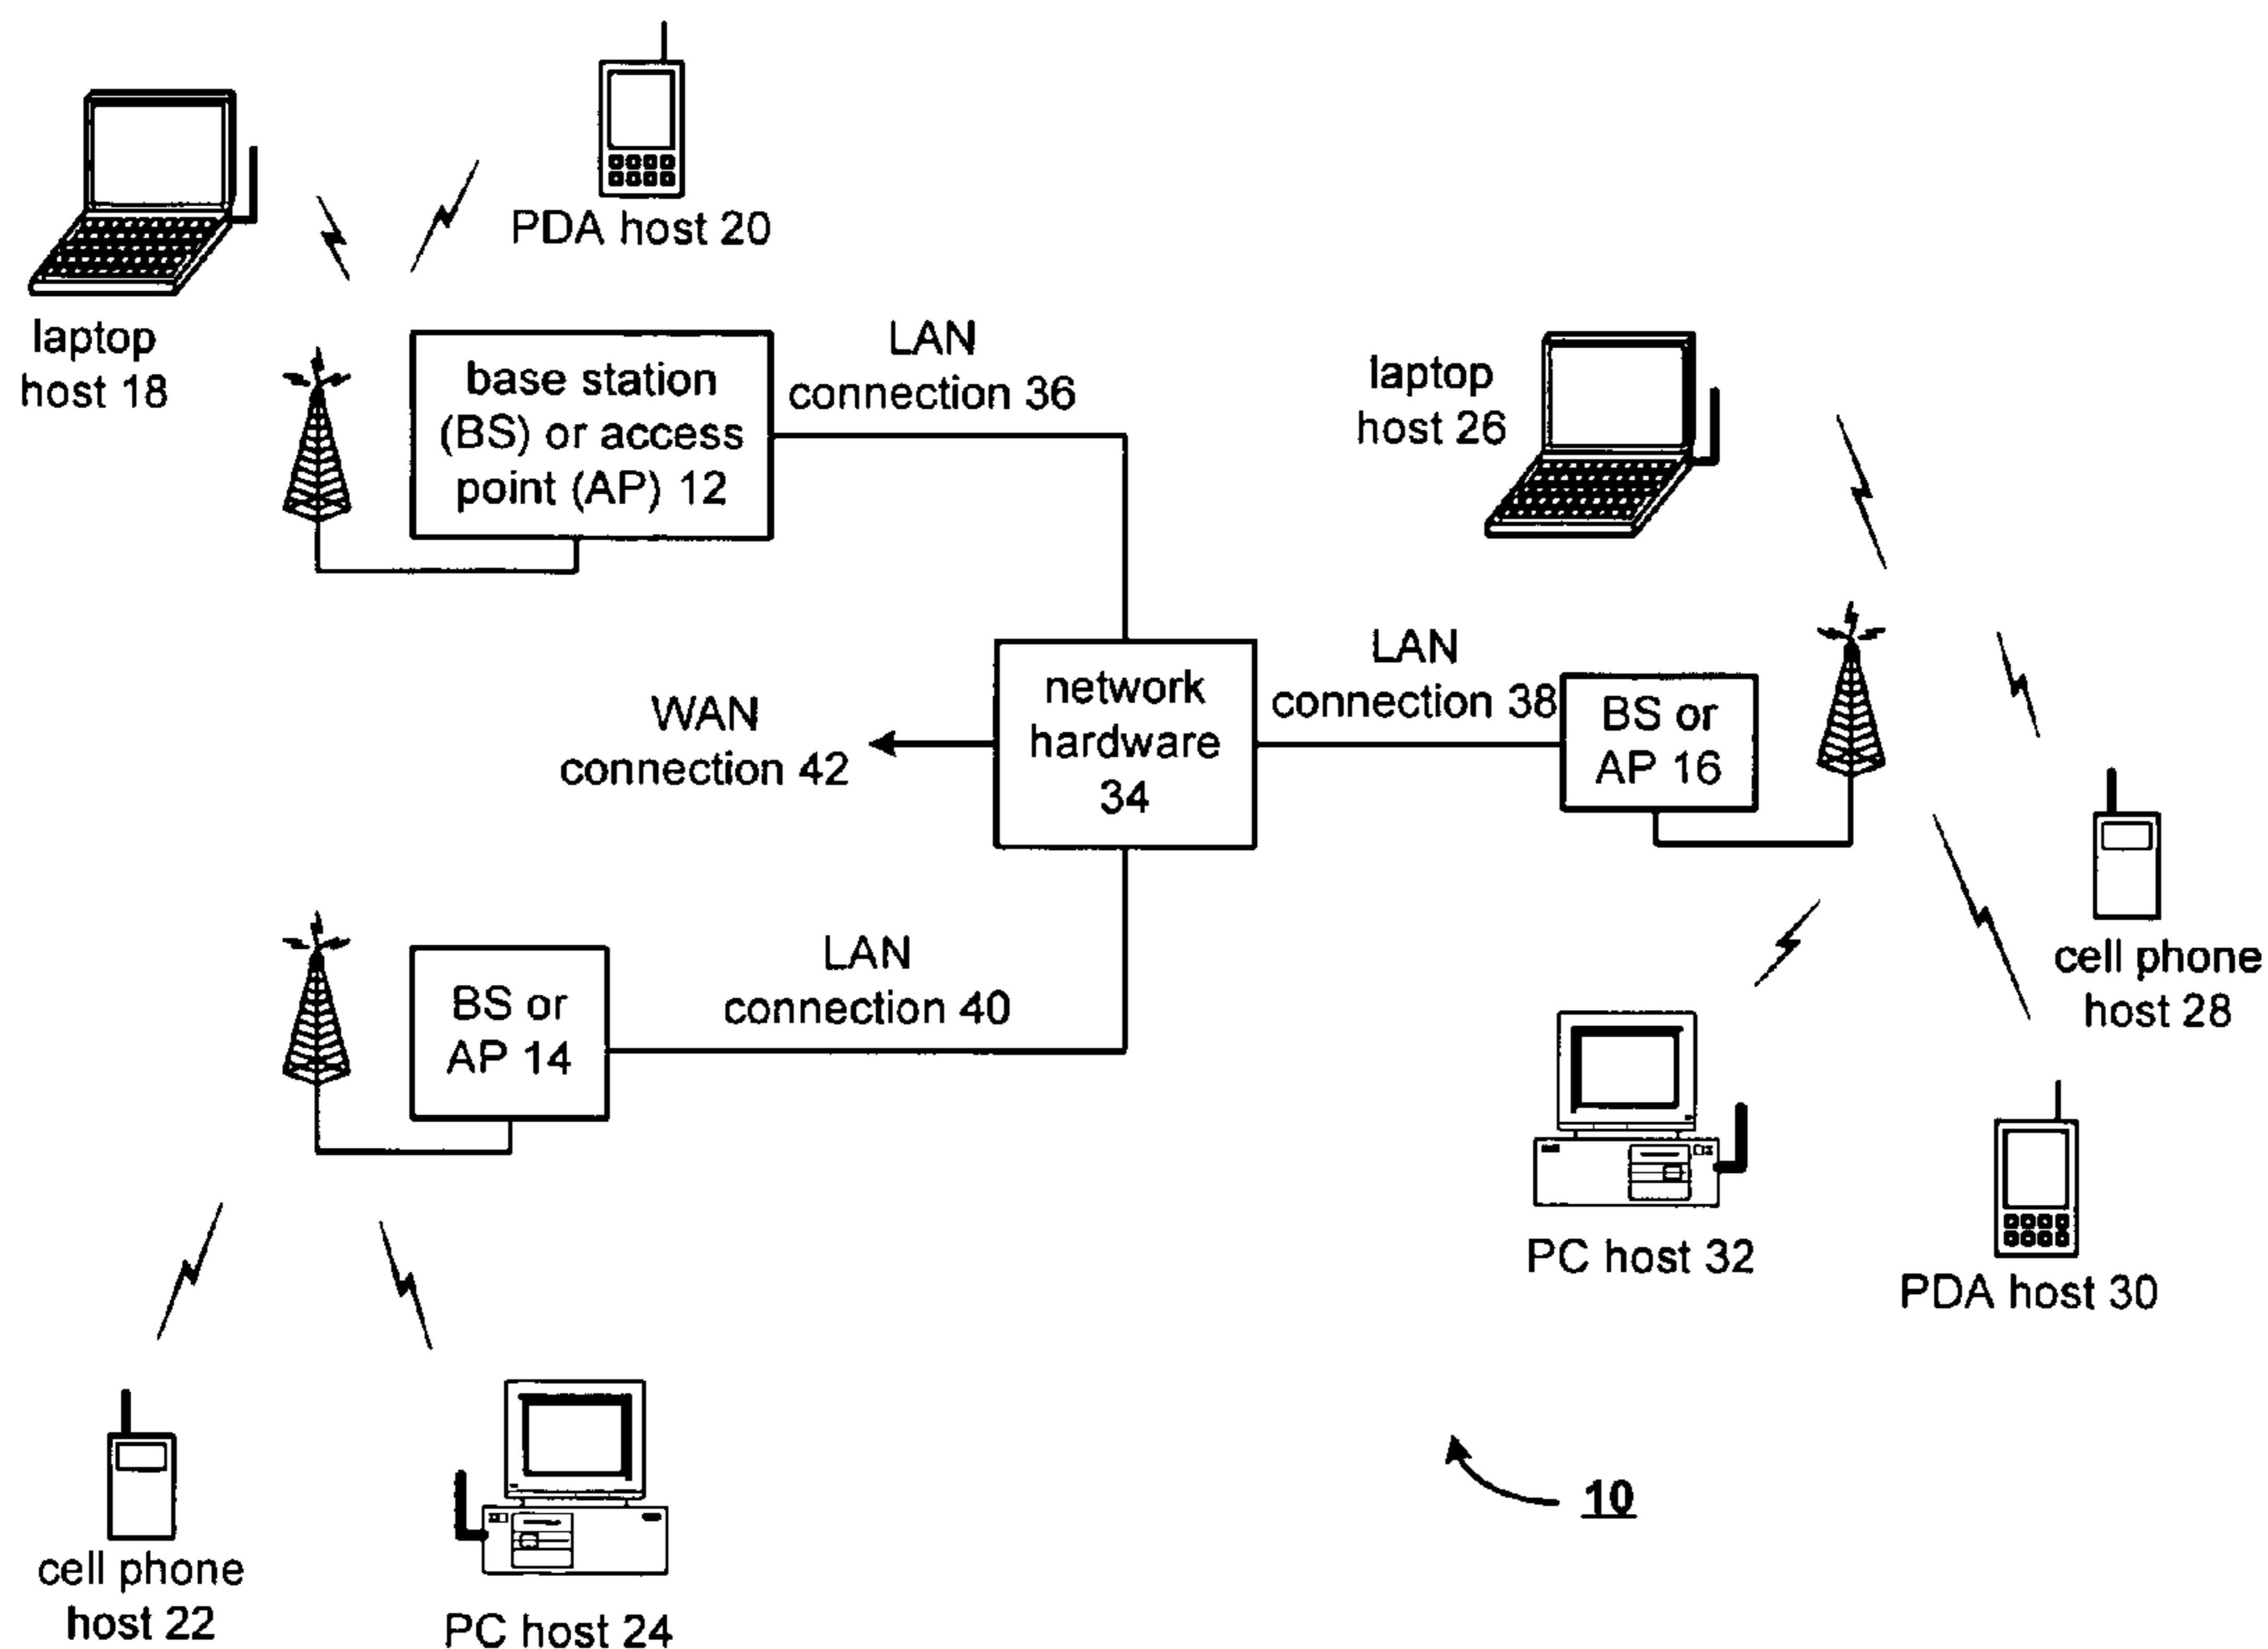 PDA host 20
laptop
host 18
base station
(BS) or access
point (AP) 12
LAN
connection 36
laptop
host 26
WAN
connection 42
network
hardware
34
LAN
connection 38
BS or
AP 16
cell phone
host 28
BS or
AP 14
LAN
connection 40
PC host 32
PDA host 30
10
cell phone
host 22
PC host 24